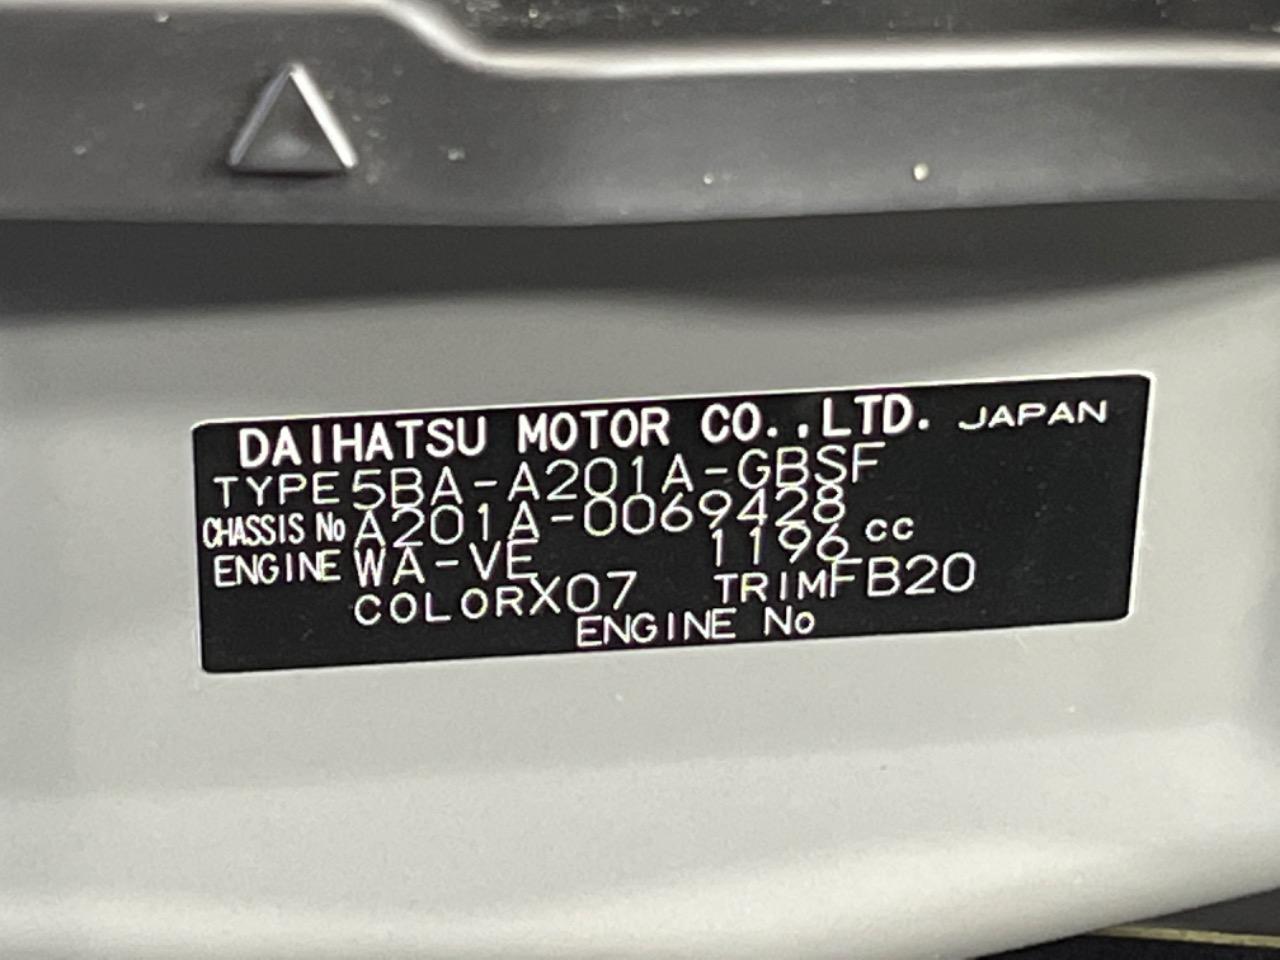 DAIHATSU MOTOR CO.,LTD. JAPAN
TYPE 5BA-A201A-GBSF
CHASSIS No A201A-0069428
ENGINE WA-VE 1196 cc
COLOR X07 TRIM FB20
ENGINE No